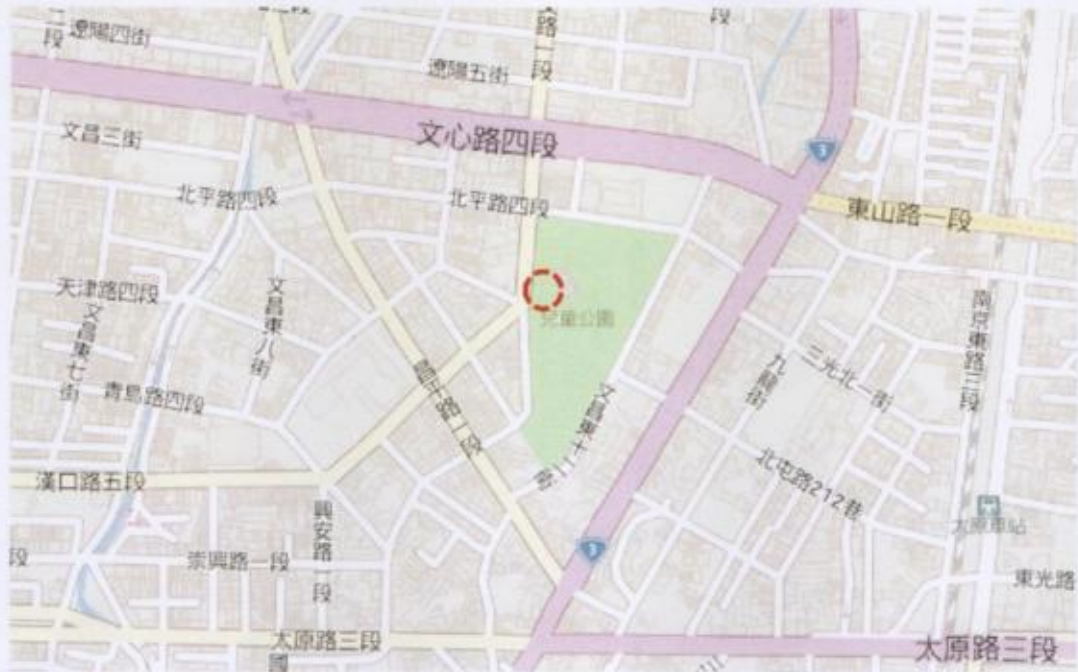 段
遼陽四街
遼陽五街
路一段
段
文昌三街
文心路四段
3
北平路四段
北平路四段
東山路一段
天津路四段
文昌東七街
文昌東八街
兒童公園
昌平路一段
南京東路三段
三光北一街
九龍街
青島路四段
文昌東十二街
漢口路五段
北屯路212巷
太原車站
興安路一段
崇興路一段
段
3
東光路
太原路三段
太原路三段
國